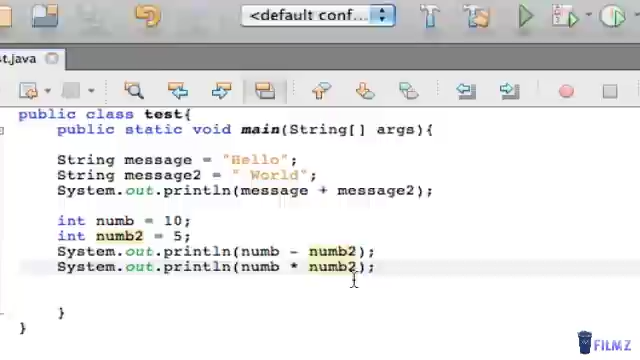 <default conf...
t.java
public class test{
public static void main(String[] args){
String message = "Hello";
String message2 = " World";
System.out.println(message + message2);
int numb = 10;
int numb2 = 5;
System.out.println(numb - numb2);
System.out.println(numb * numb2);
}
}
FILMZ